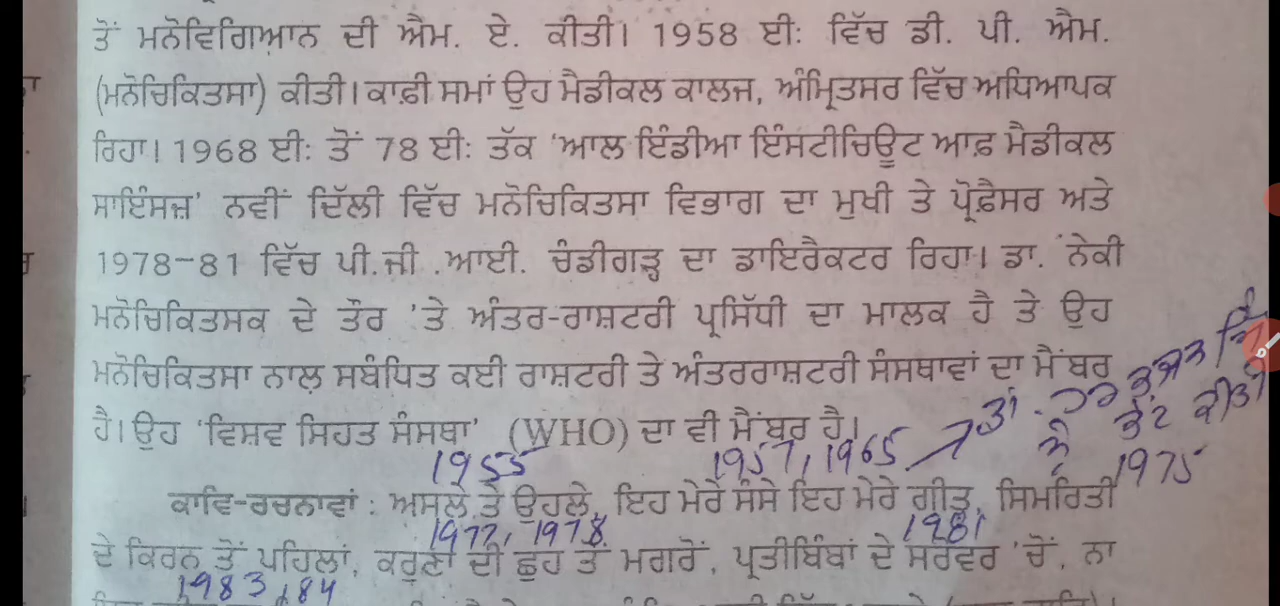 ਤੋਂ ਮਨੋਵਿਗਿਆਨ ਦੀ ਐਮ. ਏ. ਕੀਤੀ। 1958 ਈ: ਵਿੱਚ ਡੀ. ਪੀ. ਐਮ.
(ਮਨੋਚਿਕਿਤਸਾ) ਕੀਤੀ। ਕਾਫ਼ੀ ਸਮਾਂ ਉਹ ਮੈਡੀਕਲ ਕਾਲਜ, ਅੰਮ੍ਰਿਤਸਰ ਵਿੱਚ ਅਧਿਆਪਕ
ਰਿਹਾ। 1968 ਈ: ਤੋਂ 78 ਈ: ਤੱਕ 'ਆਲ ਇੰਡੀਆ ਇੰਸਟੀਚਿਊਟ ਆਫ਼ ਮੈਡੀਕਲ
ਸਾਇੰਸਜ਼' ਨਵੀਂ ਦਿੱਲੀ ਵਿੱਚ ਮਨੋਚਿਕਿਤਸਾ ਵਿਭਾਗ ਦਾ ਮੁਖੀ ਤੇ ਪ੍ਰੋਫ਼ੈਸਰ ਅਤੇ
1978-81 ਵਿੱਚ ਪੀ.ਜੀ .ਆਈ. ਚੰਡੀਗੜ੍ਹ ਦਾ ਡਾਇਰੈਕਟਰ ਰਿਹਾ। ਡਾ. ਨੇਕੀ
ਮਨੋਚਿਕਿਤਸਕ ਦੇ ਤੌਰ 'ਤੇ ਅੰਤਰ-ਰਾਸ਼ਟਰੀ ਪ੍ਰਸਿੱਧੀ ਦਾ ਮਾਲਕ ਹੈ ਤੇ ਉਹ
ਮਨੋਚਿਕਿਤਸਾ ਨਾਲ਼ ਸਬੰਧਿਤ ਕਈ ਰਾਸ਼ਟਰੀ ਤੇ ਅੰਤਰਰਾਸ਼ਟਰੀ ਸੰਸਥਾਵਾਂ ਦਾ ਮੈਂਬਰ
ਹੈ। ਉਹ 'ਵਿਸ਼ਵ ਸਿਹਤ ਸੰਸਥਾ' (WHO) ਦਾ ਵੀ ਮੈਂਬਰ ਹੈ।
ਭੇਂਟ ਕੀਤੀ
1955 1957, 1965 1975
ਕਾਵਿ-ਰਚਨਾਵਾਂ : ਅਸਲੇ ਤੇ ਉਹਲੇ, ਇਹ ਮੇਰੇ ਸੰਸੇ ਇਹ ਮੇਰੇ ਗੀਤ, ਸਿਮਰਿਤੀ
1977, 1978 1981
ਦੇ ਕਿਰਨ ਤੋਂ ਪਹਿਲਾਂ, ਕਰੁਣਾ ਦੀ ਛੁਹ ਤੋਂ ਮਗਰੋਂ, ਪ੍ਰਤੀਬਿੰਬਾਂ ਦੇ ਸਰਵਰ 'ਚੋਂ, ਨਾ
1983, 84